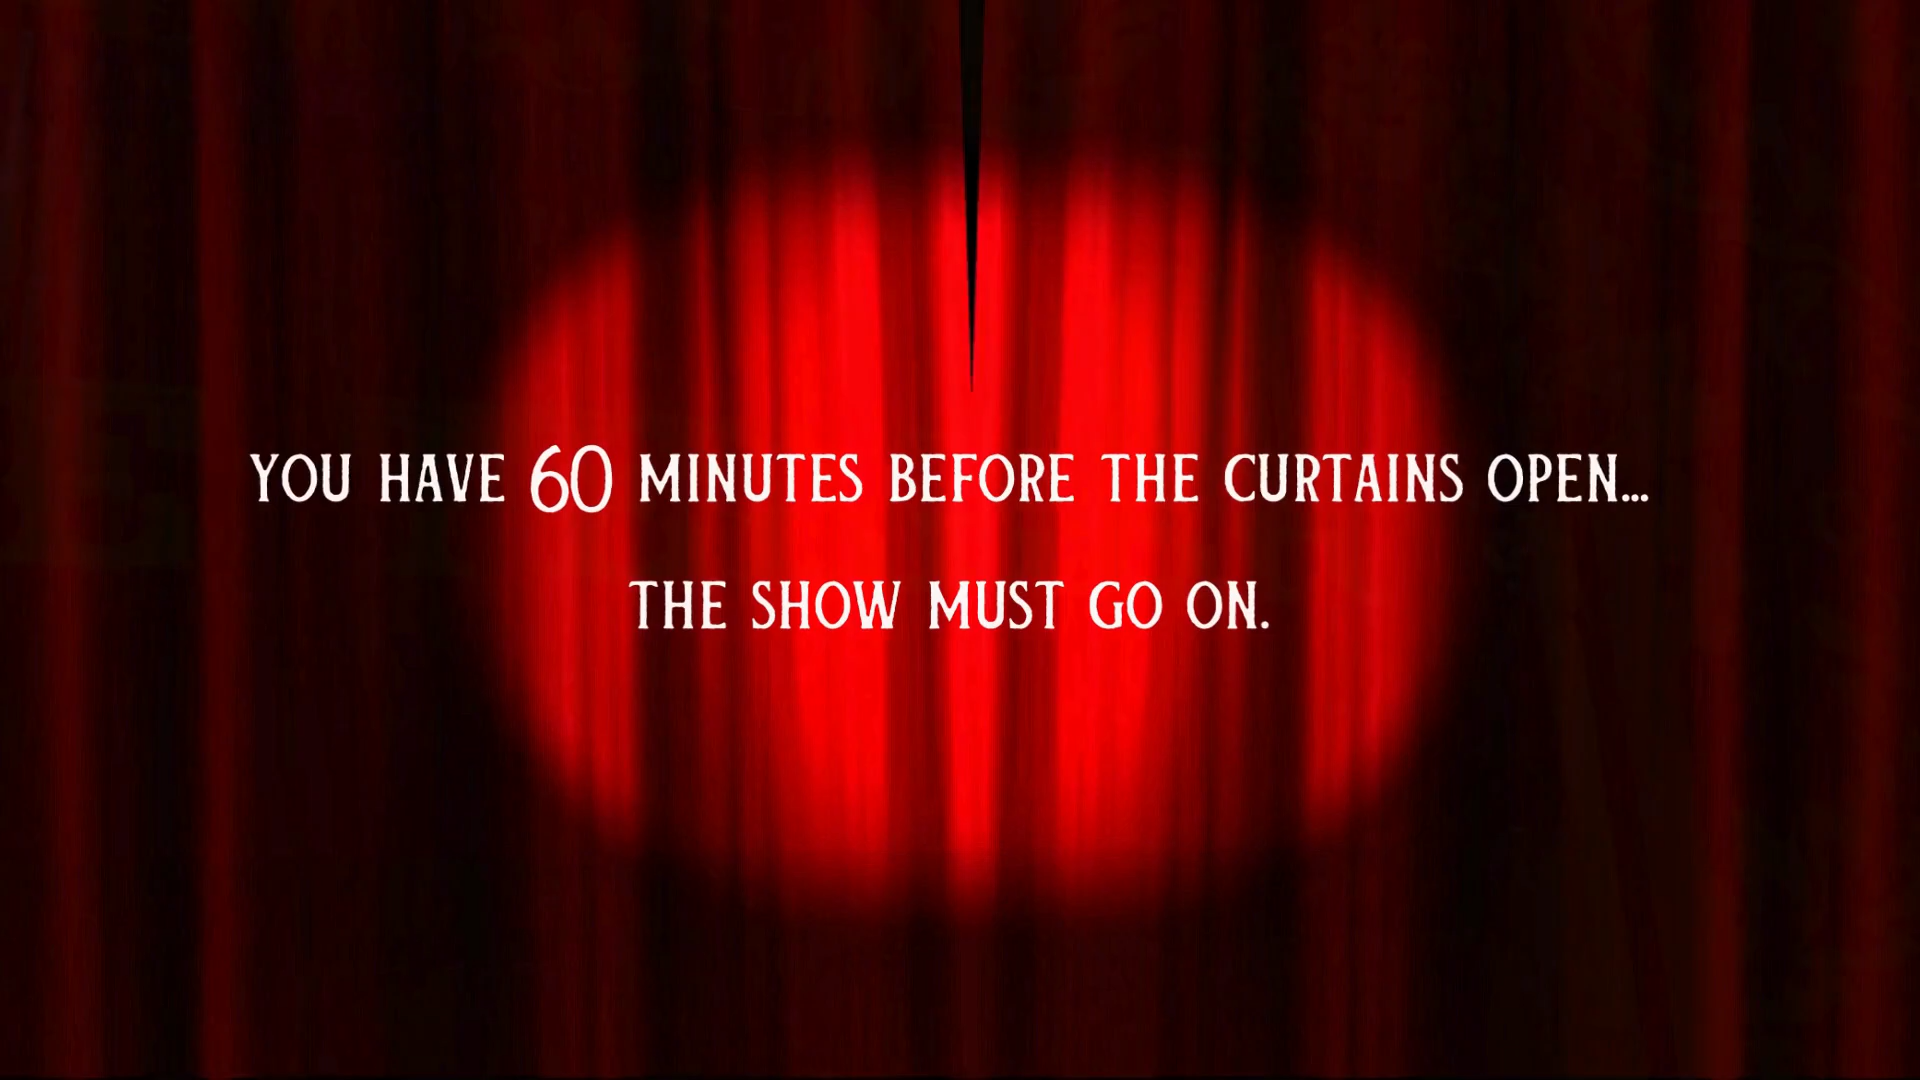 YOU HAVE 60 MINUTES BEFORE THE CURTAINS OPEN...
THE SHOW MUST GO ON.